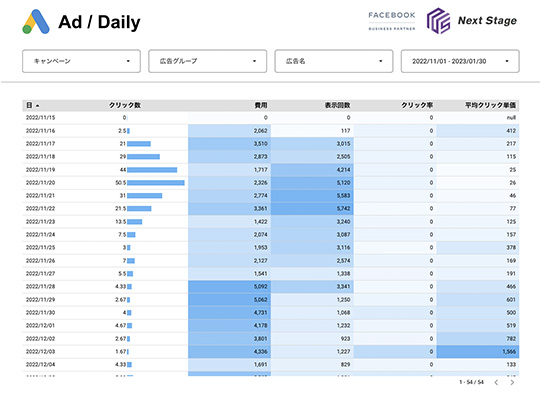 Ad / Daily
FACEBOOK
BUSINESS PARTNER
Next Stage
キャンペーン
広告グループ
広告名
2022/11/01 - 2023/01/30
日 クリック数 費用 表示回数 クリック率 平均クリック単価
2022/11/15 0 0 0 0 null
2022/11/16 2.5 2,062 117 0 412
2022/11/17 21 3,510 3,015 0 217
2022/11/18 29 2,873 2,505 0 115
2022/11/19 44 1,717 4,214 0 25
2022/11/20 50.5 2,326 5,120 0 26
2022/11/21 31 2,774 5,583 0 46
2022/11/22 21.5 3,361 5,742 0 77
2022/11/23 13.5 1,422 3,240 0 125
2022/11/24 7.5 2,074 3,087 0 157
2022/11/25 3 1,953 3,116 0 378
2022/11/26 7 2,127 2,574 0 169
2022/11/27 5.5 1,541 1,338 0 191
2022/11/28 4.33 5,092 3,341 0 466
2022/11/29 2.67 5,062 1,250 0 601
2022/11/30 4 4,731 1,068 0 500
2022/12/01 4.67 4,178 1,232 0 519
2022/12/02 2.67 3,801 923 0 782
2022/12/03 1.67 4,336 1,227 0 1,566
2022/12/04 4.33 1,691 829 0 133
1 - 54 / 54